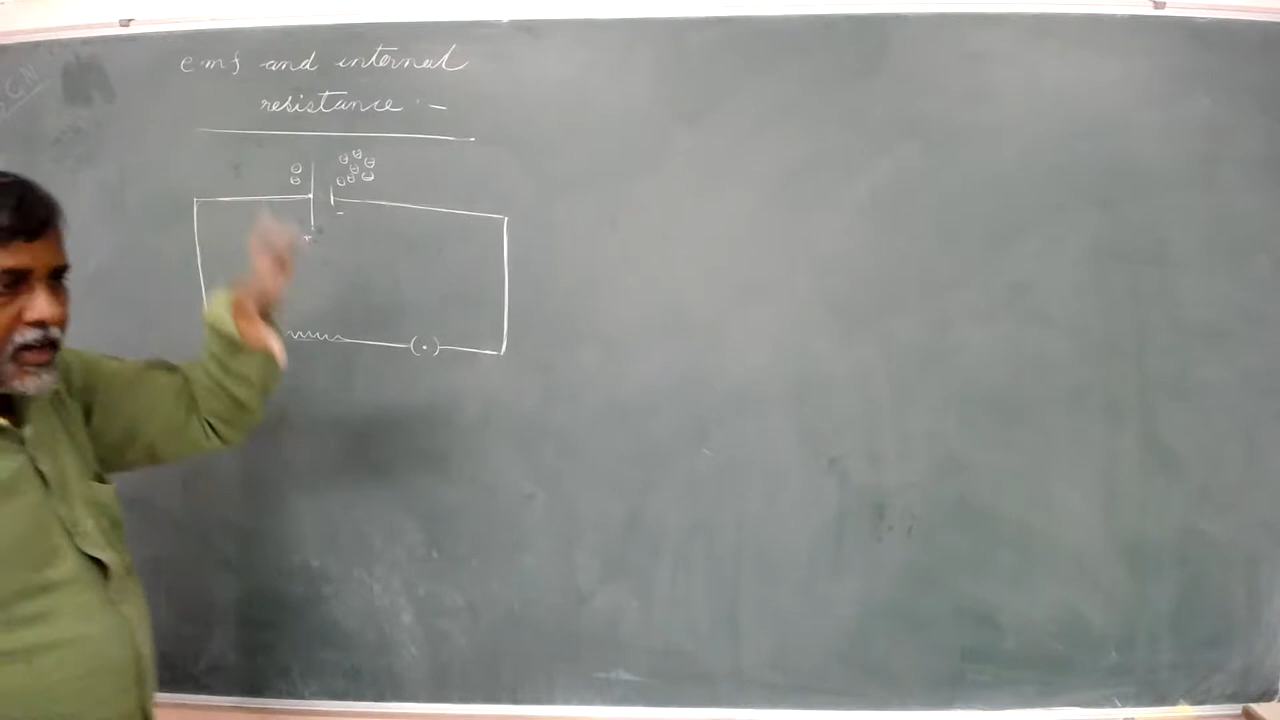 emf and internal
resistance :-
+
-